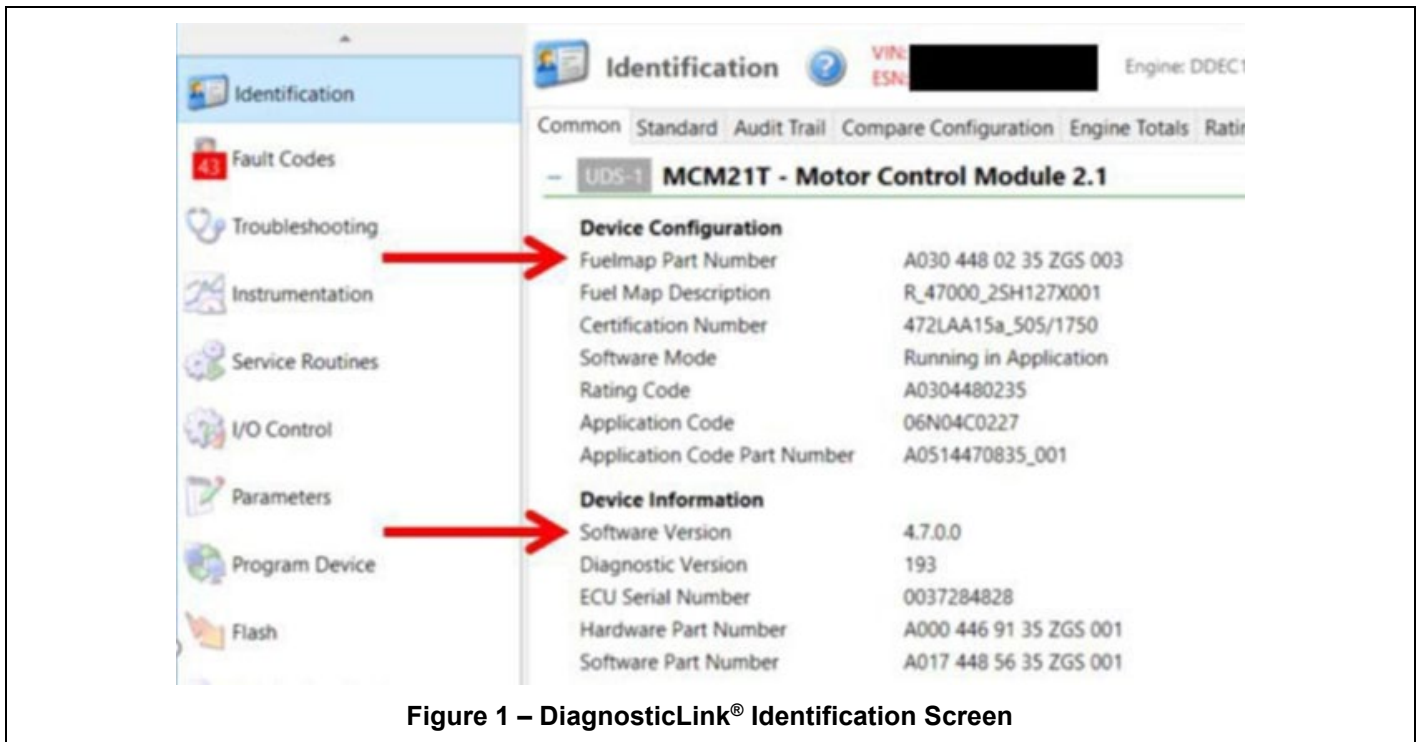 Identification
Fault Codes
43
Troubleshooting
Instrumentation
Service Routines
I/O Control
Parameters
Program Device
Flash
Identification
VIN:
ESN:
Engine: DDEC1
Common Standard Audit Trail Compare Configuration Engine Totals Ratin
UDS-1 MCM21T - Motor Control Module 2.1
Device Configuration
Fuelmap Part Number A030 448 02 35 ZGS 003
Fuel Map Description R_47000_2SH127X001
Certification Number 472LAA15a_505/1750
Software Mode Running in Application
Rating Code A0304480235
Application Code 06N04C0227
Application Code Part Number A0514470835_001
Device Information
Software Version 4.7.0.0
Diagnostic Version 193
ECU Serial Number 0037284828
Hardware Part Number A000 446 91 35 ZGS 001
Software Part Number A017 448 56 35 ZGS 001
Figure 1 – DiagnosticLink® Identification Screen